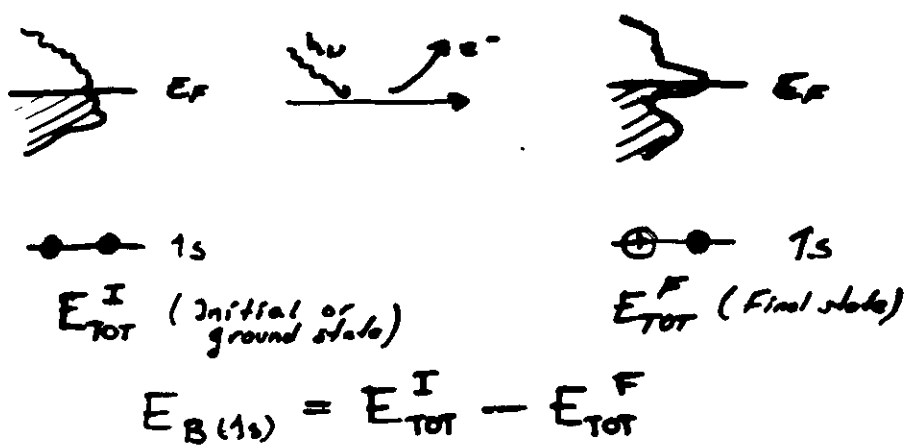 hν e⁻
E_F E_F
1s 1s
E_TOT^I (Initial or ground state) E_TOT^F (Final state)
E_B(1s) = E_TOT^I − E_TOT^F